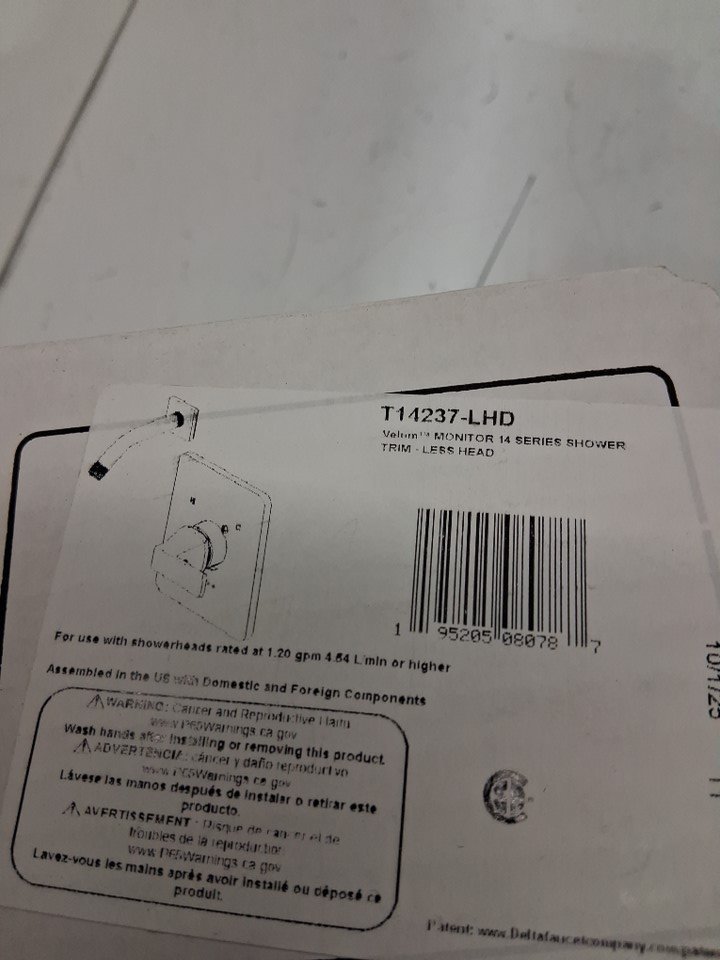 T14237-LHD
Velum™ MONITOR 14 SERIES SHOWER
TRIM - LESS HEAD
H
C
1 95205 08078 7
For use with showerheads rated at 1.20 gpm 4.54 L/min or higher
Assembled in the US with Domestic and Foreign Components
WARNING: Cancer and Reproductive Harm
www.P65Warnings.ca.gov
Wash hands after installing or removing this product.
ADVERTENCIA: cáncer y daño reproductivo
www.P65Warnings.ca.gov
Lávese las manos después de instalar o retirar este
producto.
AVERTISSEMENT : Risque de cancer et de
troubles de la reproduction
www.P65Warnings.ca.gov
Lavez-vous les mains après avoir installé ou déposé ce
produit.
10/1/25
Patent: www.Deltafaucetcompany.com/